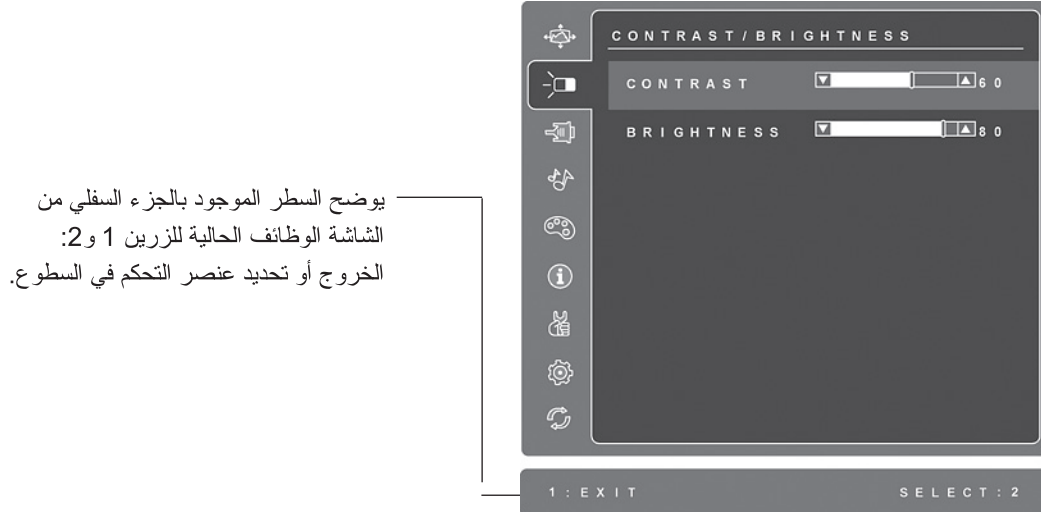 CONTRAST/BRIGHTNESS
CONTRAST 60
BRIGHTNESS 80
يوضح السطر الموجود بالجزء السفلي من
الشاشة الوظائف الحالية للزرين 1 و2:
الخروج أو تحديد عنصر التحكم في السطوع.
1:EXIT SELECT:2